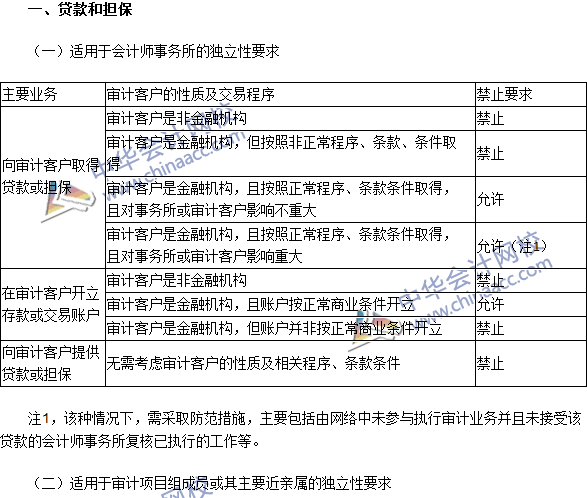 一、贷款和担保
（一）适用于会计师事务所的独立性要求
主要业务 审计客户的性质及交易程序 禁止要求
向审计客户取得贷款或担保
审计客户是非金融机构 禁止
审计客户是金融机构，但按照非正常程序、条款、条件取
得
禁止
审计客户是金融机构，且按照正常程序、条款条件取得，
且对事务所或审计客户影响不重大
允许
审计客户是金融机构，且按照正常程序、条款条件取得，
且对事务所或审计客户影响重大
允许（注1）
在审计客户开立
存款或交易账户
审计客户是非金融机构 禁止
审计客户是金融机构，且账户按正常商业条件开立 允许
审计客户是金融机构，但账户并非按正常商业条件开立 禁止
向审计客户提供
贷款或担保
无需考虑审计客户的性质及相关程序、条款条件 禁止
注1，该种情况下，需采取防范措施，主要包括由网络中未参与执行审计业务并且未接受该
贷款的会计师事务所复核已执行的工作等。
（二）适用于审计项目组成员或其主要近亲属的独立性要求
中华会计网校
www.chinaacc.com
中华会计网校
www.chinaacc.com